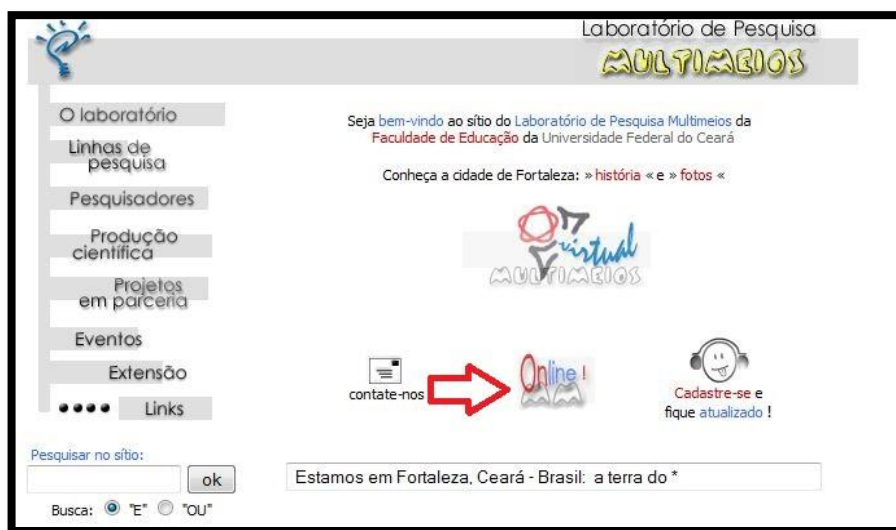 Laboratório de Pesquisa
MULTIMEIOS
O laboratório
Linhas de
pesquisa
Pesquisadores
Produção
científica
Projetos
em parceria
Eventos
Extensão
Links
Seja bem-vindo ao sítio do Laboratório de Pesquisa Multimeios da
Faculdade de Educação da Universidade Federal do Ceará
Conheça a cidade de Fortaleza: » história « e » fotos «
virtual
MULTIMEIOS
contate-nos
Online !
MM
Cadastre-se e
fique atualizado !
Pesquisar no sítio:
ok
Busca: "E" "OU"
Estamos em Fortaleza, Ceará - Brasil: a terra do *